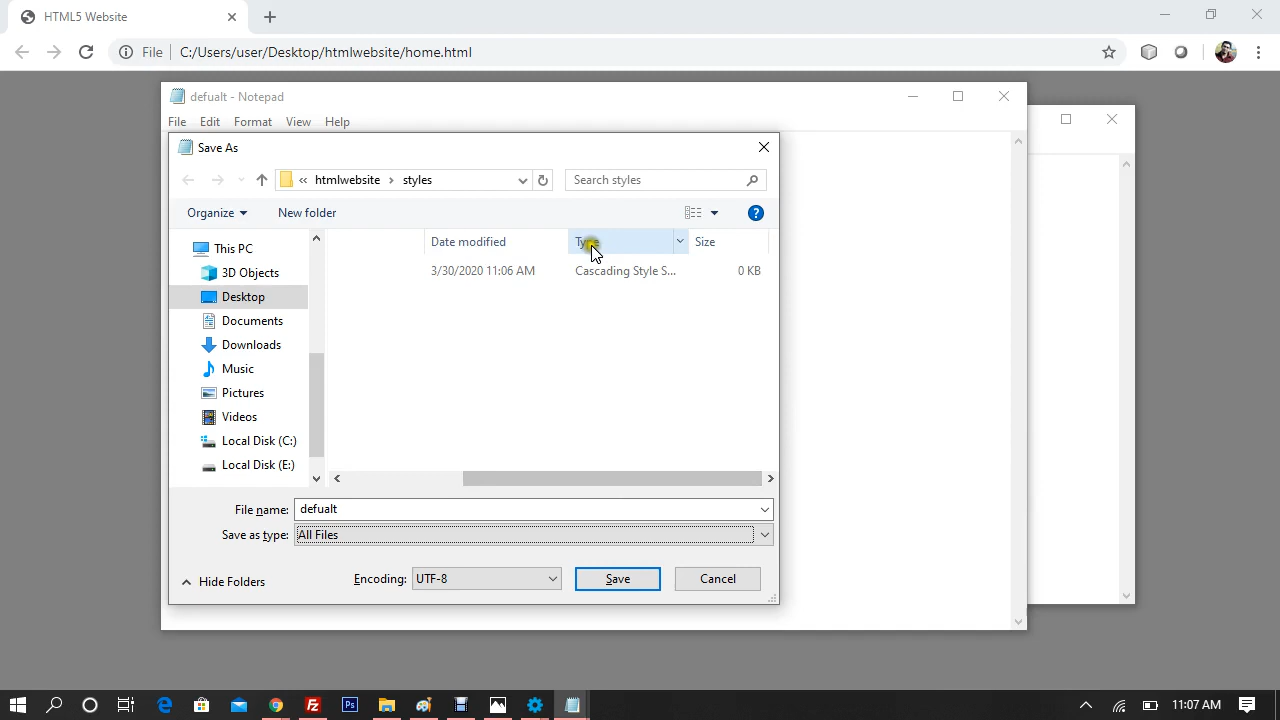 HTML5 Website
File
C:/Users/user/Desktop/htmlwebsite/home.html
defualt - Notepad
File Edit Format View Help
Save As
« htmlwebsite › styles
Search styles
Organize New folder
This PC
3D Objects
Desktop
Documents
Downloads
Music
Pictures
Videos
Local Disk (C:)
Local Disk (E:)
Date modified Type Size
3/30/2020 11:06 AM Cascading Style S... 0 KB
File name: defualt
Save as type: All Files
Hide Folders
Encoding: UTF-8
Save
Cancel
11:07 AM